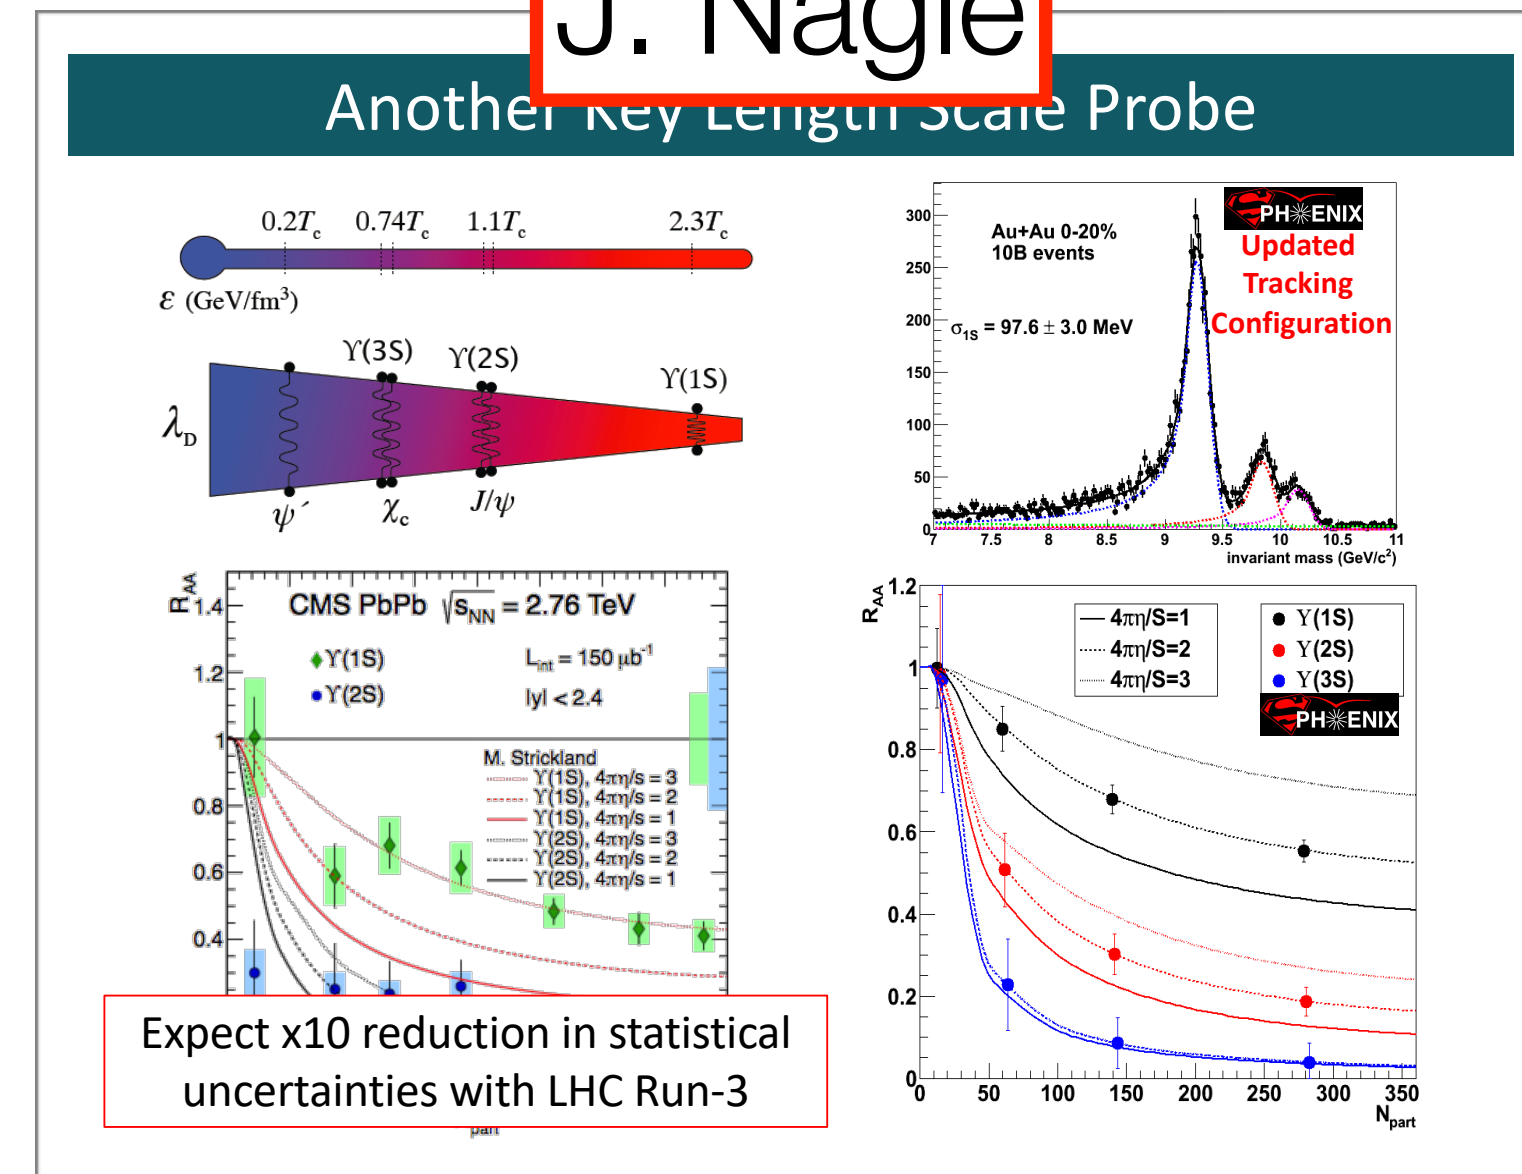 J. Nagle
Another Key Length Scale Probe
0.2Tc 0.74Tc 1.1Tc 2.3Tc
ε (GeV/fm³)
ϒ(3S) ϒ(2S) ϒ(1S)
λD
ψ´ χc J/ψ
PH ENIX
Updated
Tracking
Configuration
Au+Au 0-20%
10B events
σ1S = 97.6 ± 3.0 MeV
300
250
200
150
100
50
0
7 7.5 8 8.5 9 9.5 10 10.5 11
invariant mass (GeV/c²)
RAA
CMS PbPb √sNN = 2.76 TeV
ϒ(1S) Lint = 150 μb⁻¹
ϒ(2S) |y| < 2.4
1.4
1.2
1
0.8
0.6
0.4
M. Strickland
ϒ(1S), 4πη/s = 3
ϒ(1S), 4πη/s = 2
ϒ(1S), 4πη/s = 1
ϒ(2S), 4πη/s = 3
ϒ(2S), 4πη/s = 2
ϒ(2S), 4πη/s = 1
Expect x10 reduction in statistical
uncertainties with LHC Run-3
part
RAA
1.2
1
0.8
0.6
0.4
0.2
0
4πη/S=1
4πη/S=2
4πη/S=3
ϒ(1S)
ϒ(2S)
ϒ(3S)
PH ENIX
0 50 100 150 200 250 300 350
Npart